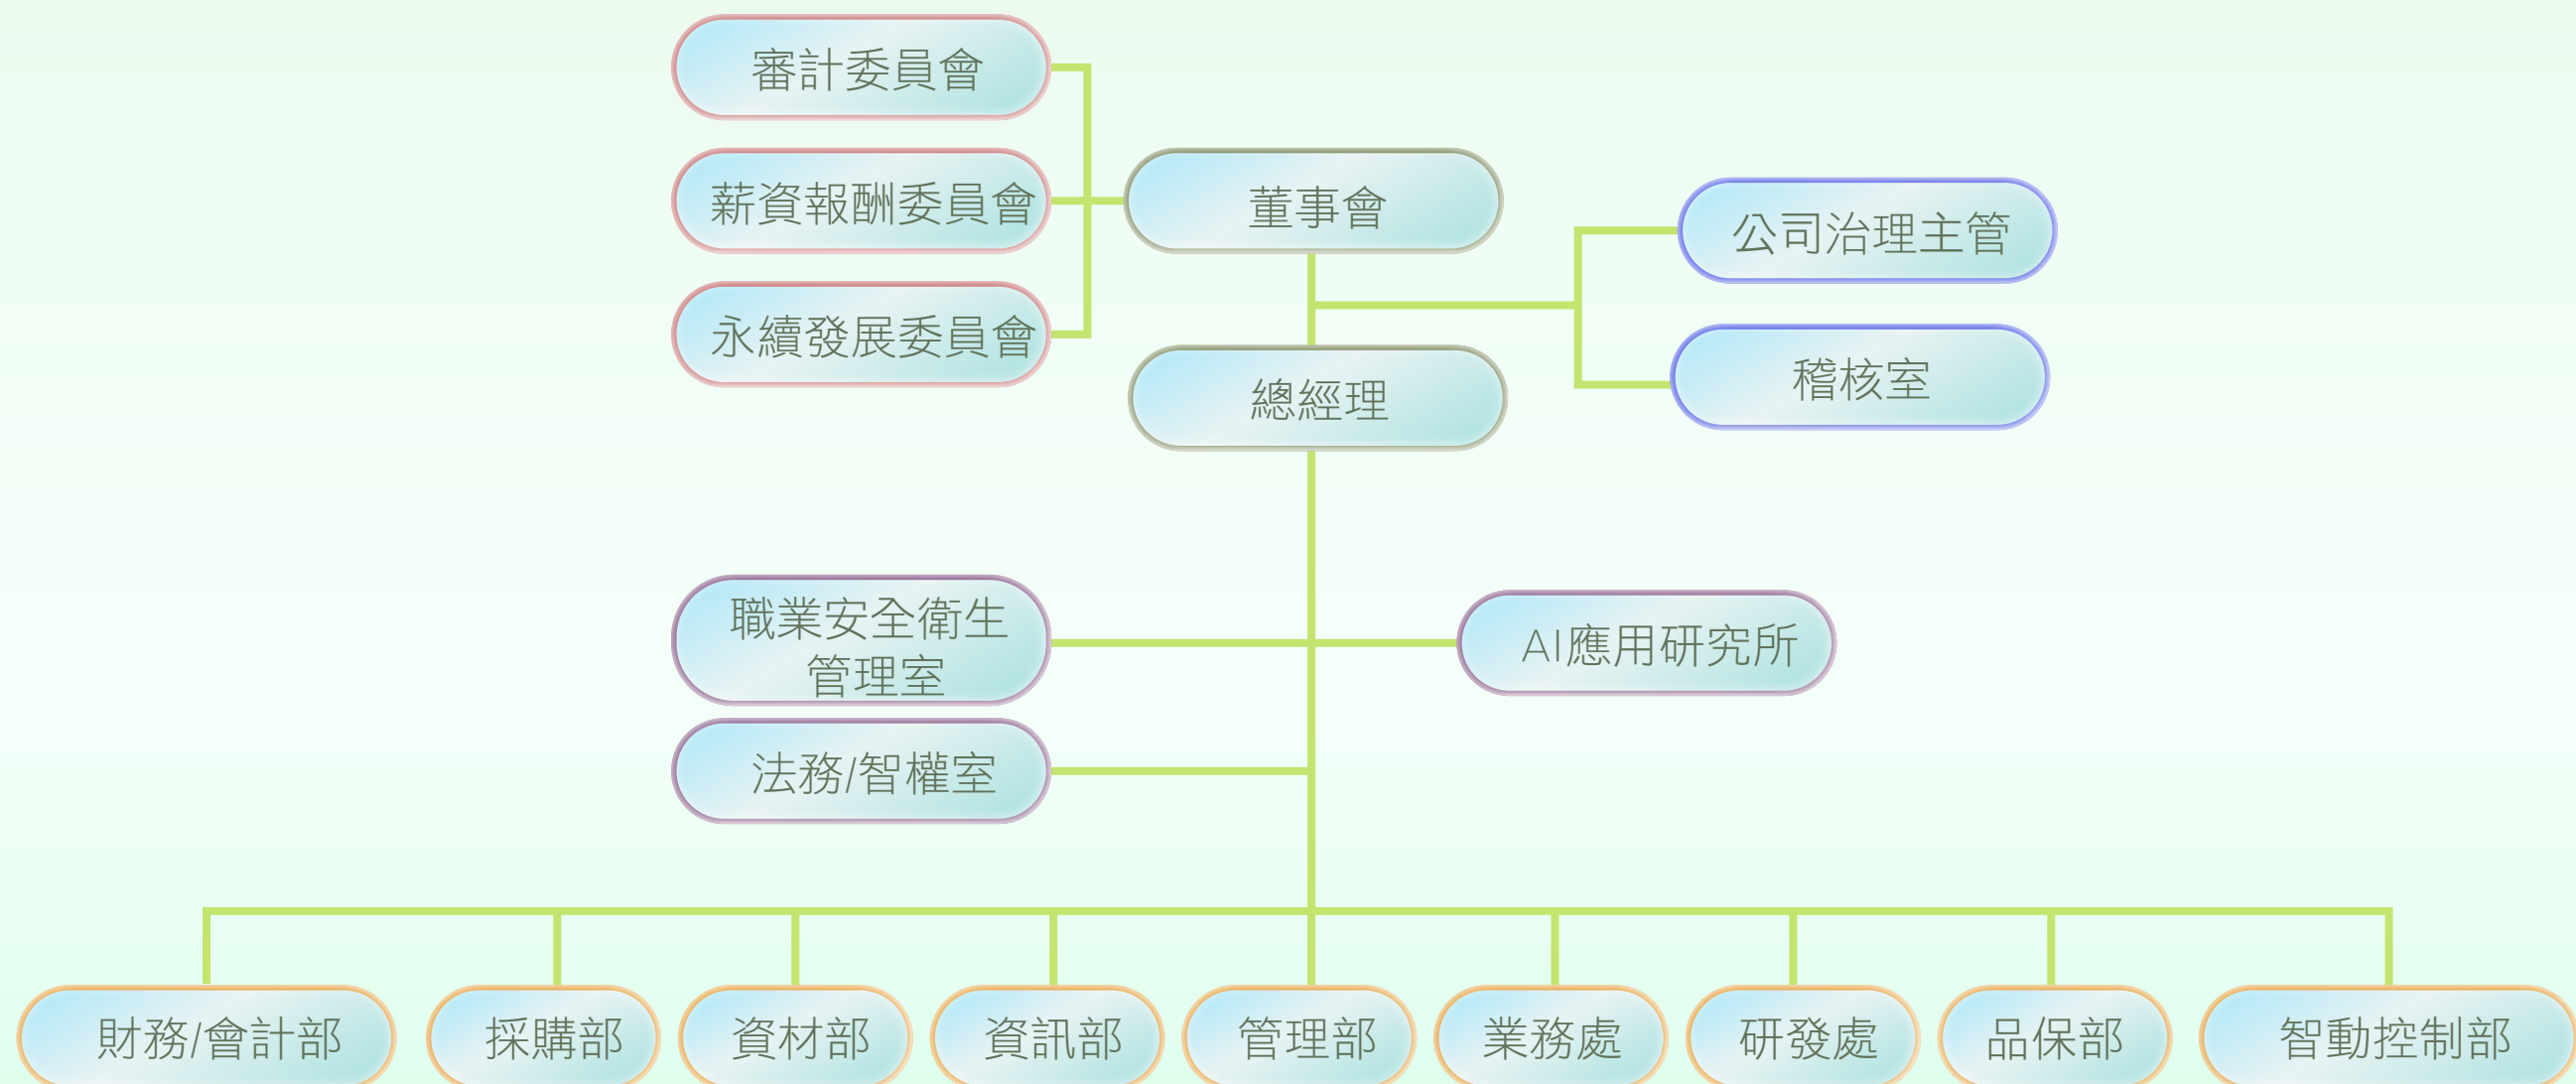 審計委員會
薪資報酬委員會
董事會
公司治理主管
永續發展委員會
總經理
稽核室
職業安全衛生
管理室
AI應用研究所
法務/智權室
財務/會計部
採購部
資材部
資訊部
管理部
業務處
研發處
品保部
智動控制部